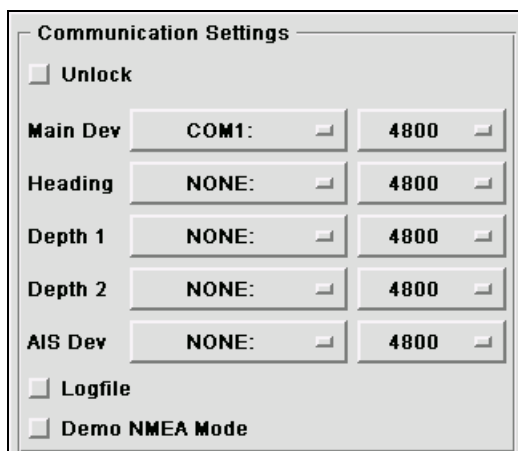 Communication Settings
Unlock
Main Dev COM1: 4800
Heading NONE: 4800
Depth 1 NONE: 4800
Depth 2 NONE: 4800
AIS Dev NONE: 4800
Logfile
Demo NMEA Mode